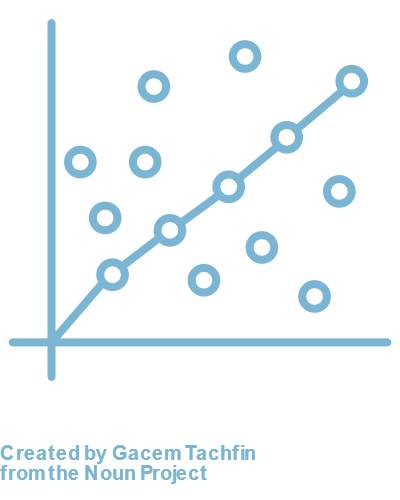 Created by Gacem Tachfin
from the Noun Project